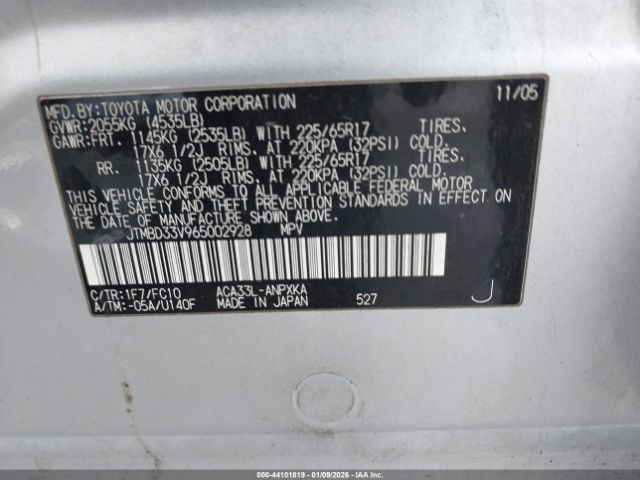 MFD. BY: TOYOTA MOTOR CORPORATION 11/05
GVWR: 2055KG (4535LB)
GAWR: FRT. 1145KG (2535LB) WITH 225/65R17 TIRES,
17X6 1/2J RIMS, AT 220KPA (32PSI) COLD.
RR. 1135KG (2505LB) WITH 225/65R17 TIRES,
17X6 1/2J RIMS, AT 220KPA (32PSI) COLD.
THIS VEHICLE CONFORMS TO ALL APPLICABLE FEDERAL MOTOR
VEHICLE SAFETY AND THEFT PREVENTION STANDARDS IN EFFECT ON
THE DATE OF MANUFACTURE SHOWN ABOVE.
JTMBD33V965002928 MPV
C/TR: 1F7/FC10 ACA33L-ANPXKA
A/TM: -05A/U140F MADE IN JAPAN 527 J
000-44101819 - 01/09/2026 - IAA Inc.